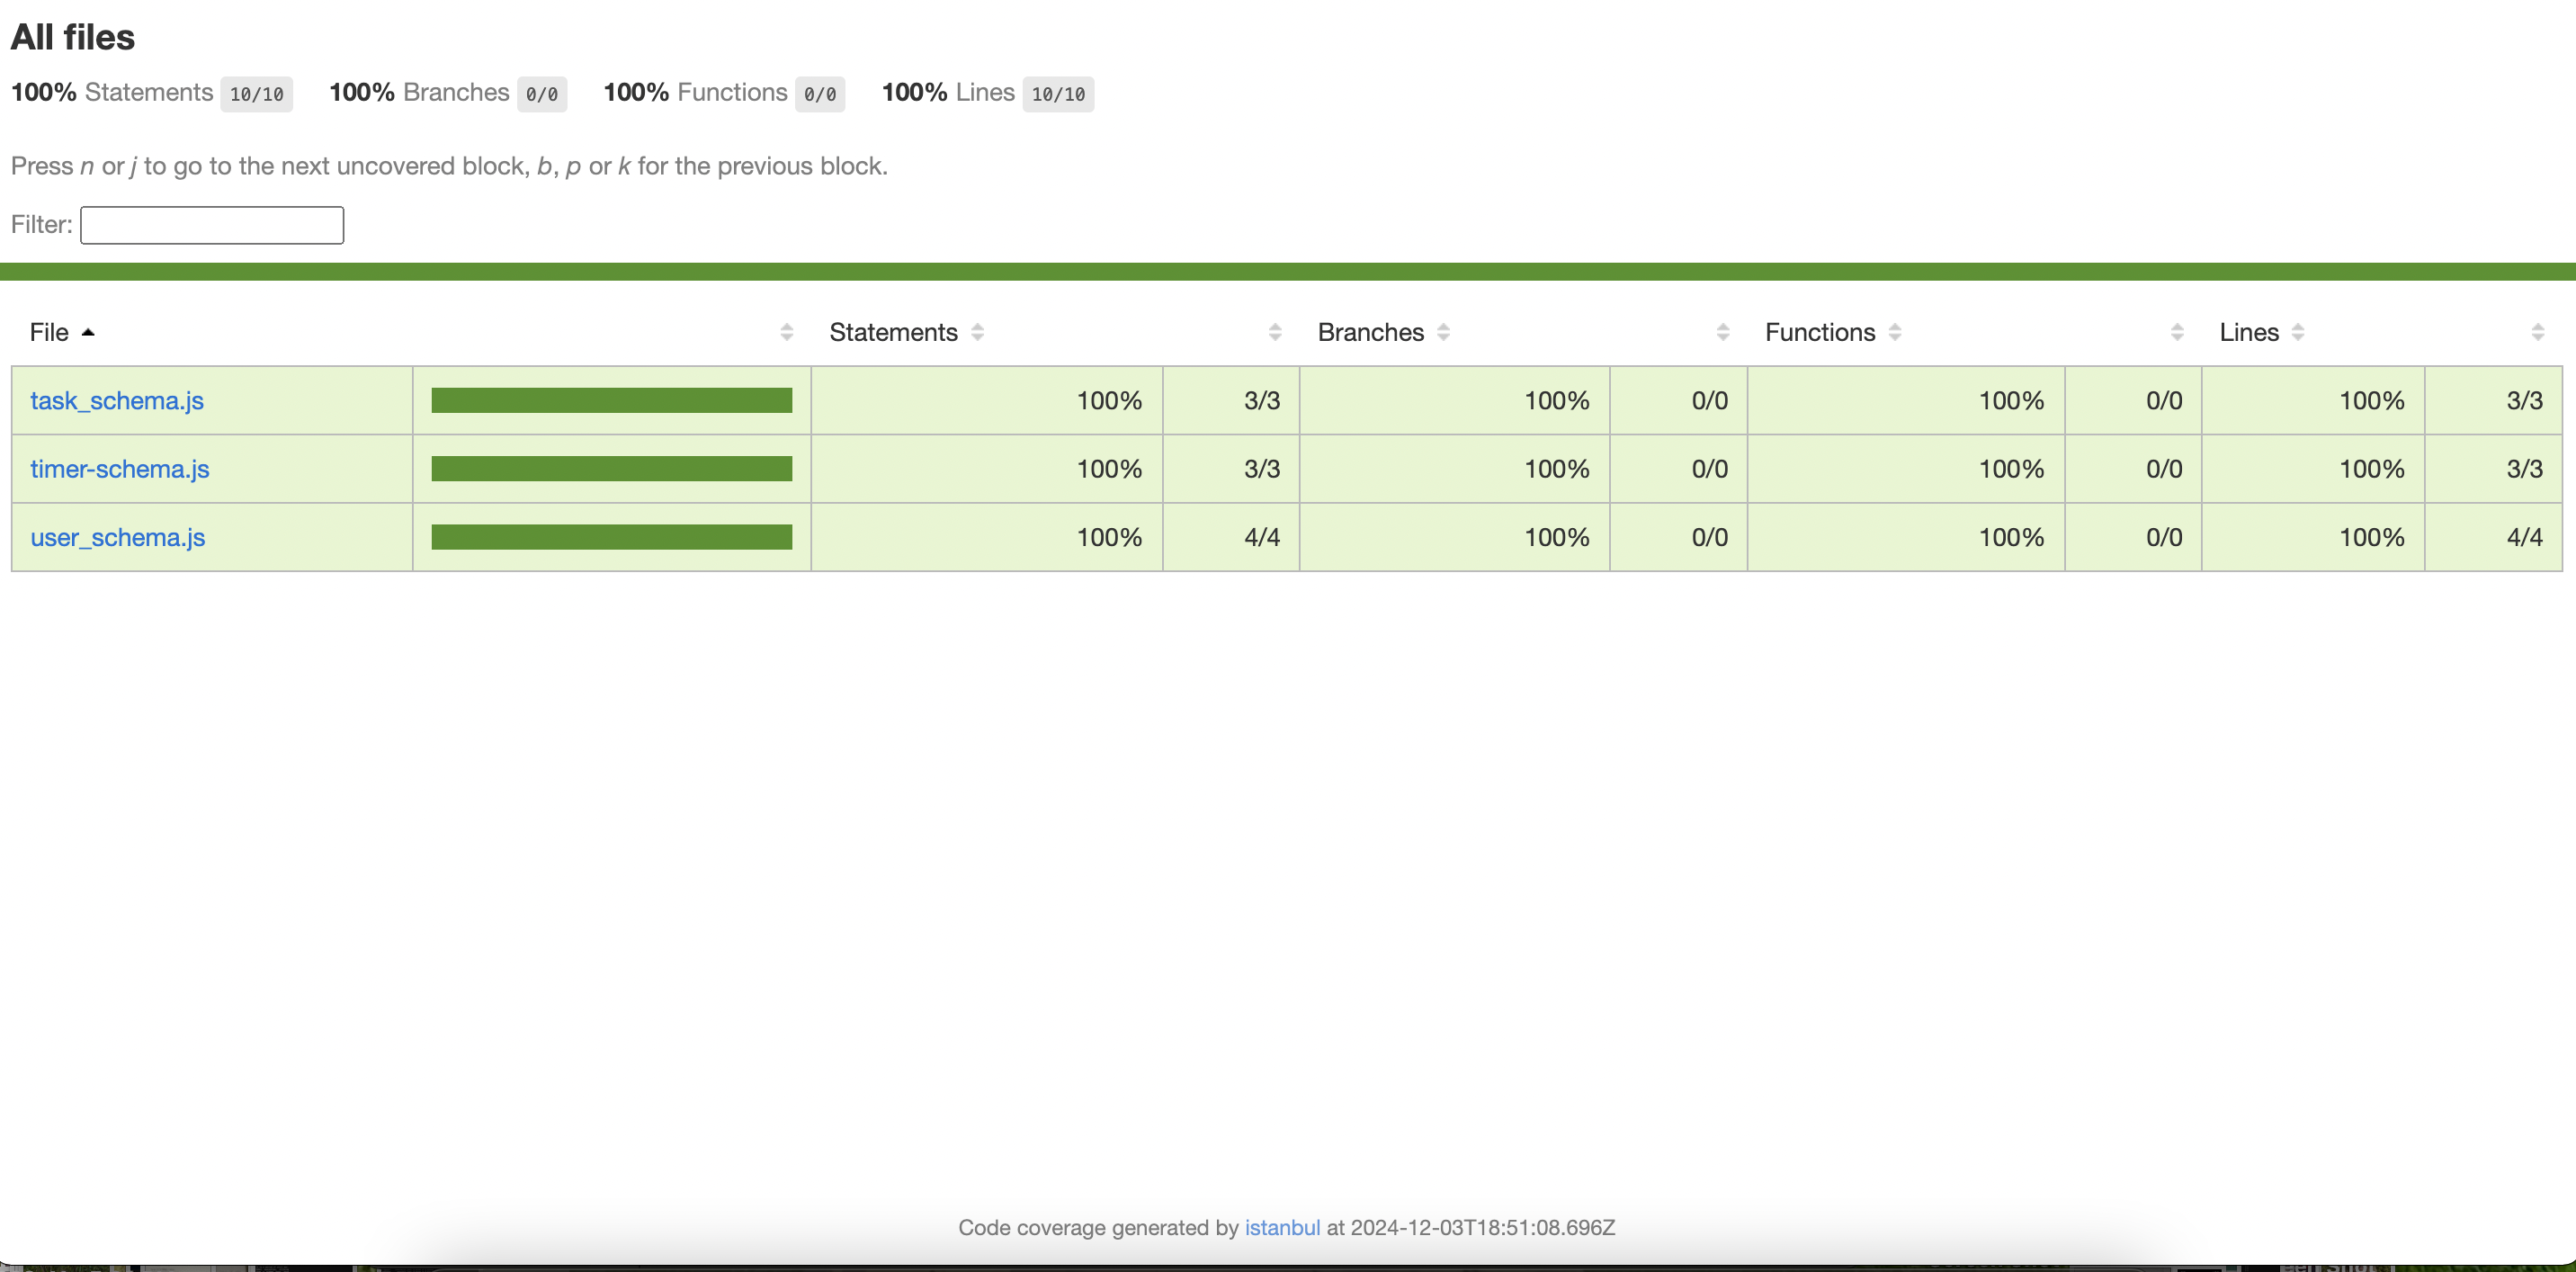 All files
100% Statements 10/10 100% Branches 0/0 100% Functions 0/0 100% Lines 10/10
Press n or j to go to the next uncovered block, b, p or k for the previous block.
Filter:
File Statements Branches Functions Lines
task_schema.js 100% 3/3 100% 0/0 100% 0/0 100% 3/3
timer-schema.js 100% 3/3 100% 0/0 100% 0/0 100% 3/3
user_schema.js 100% 4/4 100% 0/0 100% 0/0 100% 4/4
Code coverage generated by istanbul at 2024-12-03T18:51:08.696Z